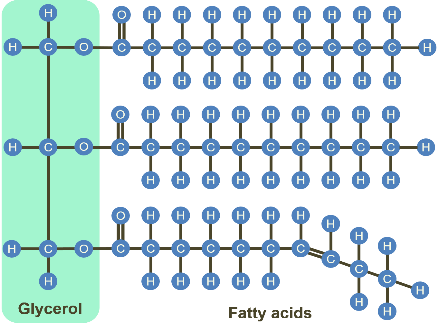 H O H H H H H H H H H
H C O C C C C C C C C C C H
H H H H H H H H H
O H H H H H H H H H
H C O C C C C C C C C C C H
H H H H H H H H H
O H H H H H H H H H
H C O C C C C C C C C C C H
H H H H H H H H
Glycerol
Fatty acids